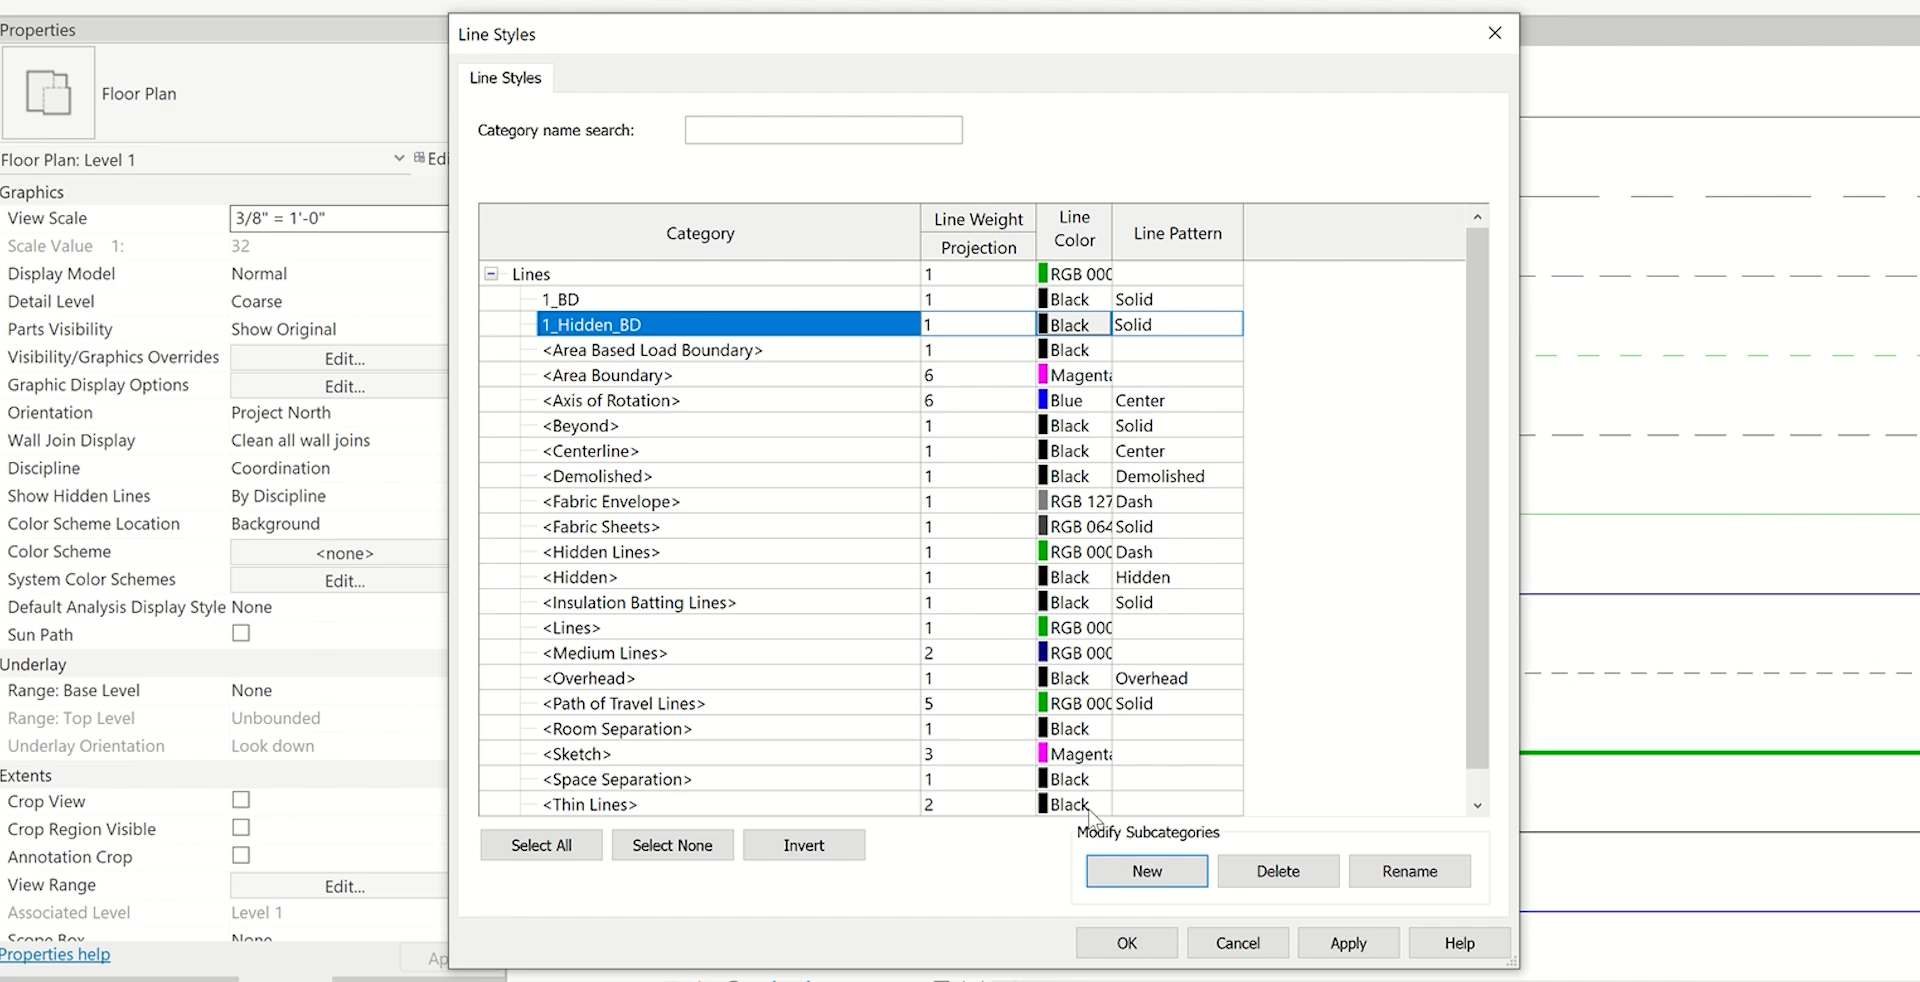 Properties
Floor Plan
Floor Plan: Level 1 Edi
Graphics
View Scale 3/8" = 1'-0"
Scale Value 1: 32
Display Model Normal
Detail Level Coarse
Parts Visibility Show Original
Visibility/Graphics Overrides Edit...
Graphic Display Options Edit...
Orientation Project North
Wall Join Display Clean all wall joins
Discipline Coordination
Show Hidden Lines By Discipline
Color Scheme Location Background
Color Scheme <none>
System Color Schemes Edit...
Default Analysis Display Style None
Sun Path
Underlay
Range: Base Level None
Range: Top Level Unbounded
Underlay Orientation Look down
Extents
Crop View
Crop Region Visible
Annotation Crop
View Range Edit...
Associated Level Level 1
Scope Box None
Properties help Ap
Line Styles
Line Styles
Category name search:
Category Line Weight Line Color Line Pattern
Projection
Lines 1 RGB 000
1_BD 1 Black Solid
1_Hidden_BD 1 Black Solid
<Area Based Load Boundary> 1 Black
<Area Boundary> 6 Magenta
<Axis of Rotation> 6 Blue Center
<Beyond> 1 Black Solid
<Centerline> 1 Black Center
<Demolished> 1 Black Demolished
<Fabric Envelope> 1 RGB 127 Dash
<Fabric Sheets> 1 RGB 064 Solid
<Hidden Lines> 1 RGB 000 Dash
<Hidden> 1 Black Hidden
<Insulation Batting Lines> 1 Black Solid
<Lines> 1 RGB 000
<Medium Lines> 2 RGB 000
<Overhead> 1 Black Overhead
<Path of Travel Lines> 5 RGB 000 Solid
<Room Separation> 1 Black
<Sketch> 3 Magenta
<Space Separation> 1 Black
<Thin Lines> 2 Black
Select All Select None Invert
Modify Subcategories
New Delete Rename
OK Cancel Apply Help